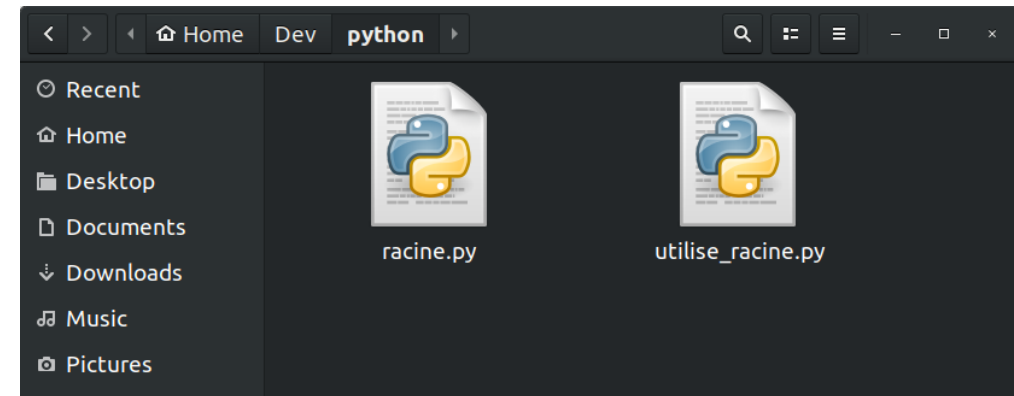 Home Dev python
Recent
Home
Desktop
Documents
Downloads
Music
Pictures
racine.py
utilise_racine.py